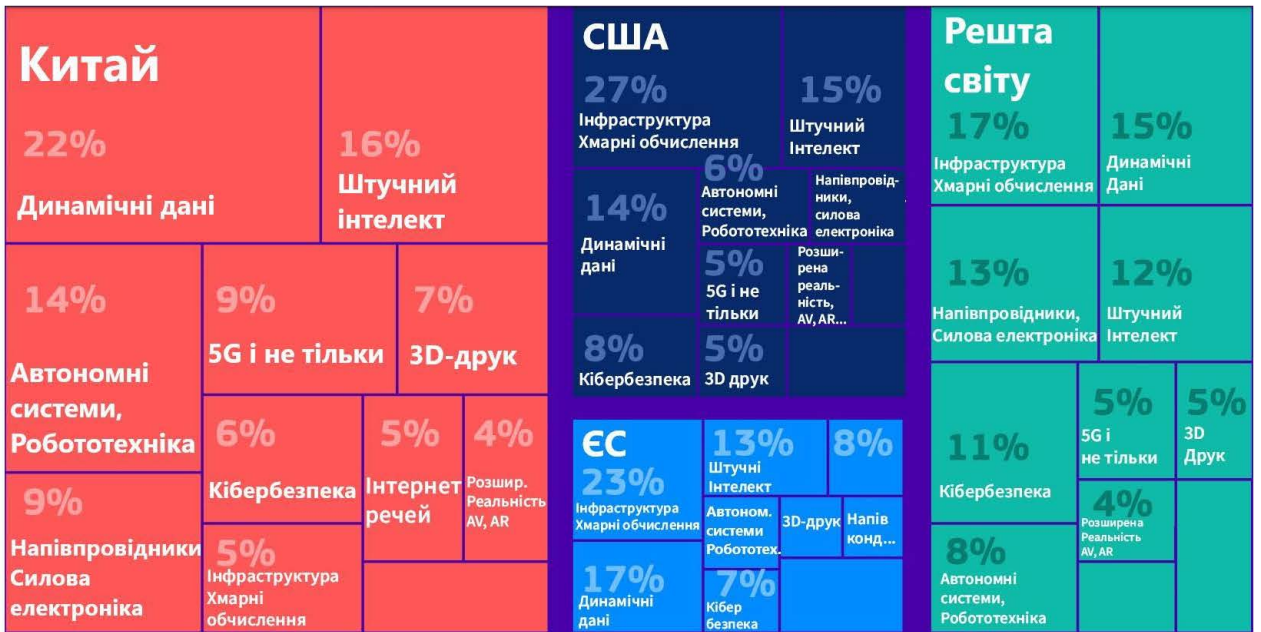 Китай
22%
Динамічні дані
16%
Штучний
інтелект
14%
Автономні
системи,
Робототехніка
9%
5G і не тільки
7%
3D-друк
9%
Напівпровідники
Силова
електроніка
6%
Кібербезпека
5%
Інтернет
речей
4%
Розшир.
Реальність
AV, AR
5%
Інфраструктура
Хмарні
обчислення
США
27%
Інфраструктура
Хмарні обчислення
15%
Штучний
Інтелект
14%
Динамічні
дані
6%
Автономні
системи,
Робототехніка
Напівпровід-
ники,
силова
електроніка
5%
5G і не
тільки
Розши-
рена
реаль-
ність,
AV, AR...
8%
Кібербезпека
5%
3D друк
ЄС
23%
Інфраструктура
Хмарні обчислення
13%
Штучні
Інтелект
8%
17%
Динамічні
дані
Автоном.
системи
Робототех.
3D-друк
Напів
конд...
7%
Кібер
безпека
Решта
світу
17%
Інфраструктура
Хмарні обчислення
15%
Динамічні
Дані
13%
Напівпровідники,
Силова електроніка
12%
Штучний
Інтелект
11%
Кібербезпека
5%
5G і
не тільки
5%
3D
Друк
4%
Розширена
Реальність
AV, AR
8%
Автономні
системи,
Робототехніка